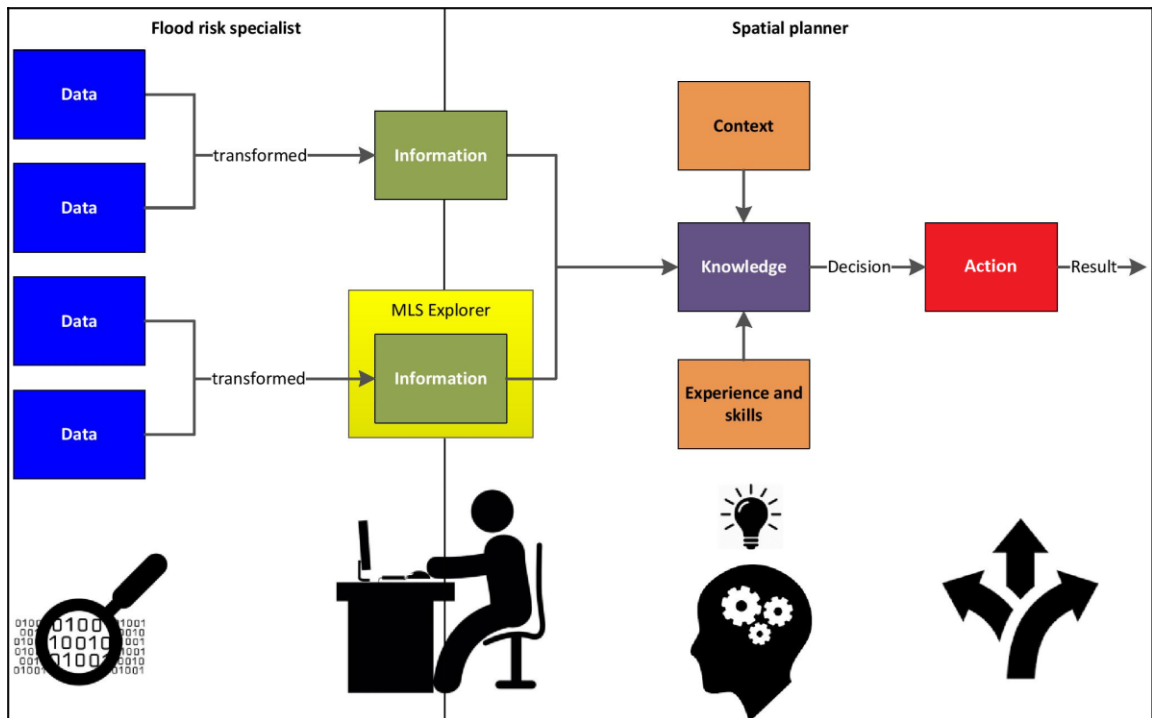 Flood risk specialist
Spatial planner
Data
Data
transformed
Information
Data
Data
transformed
MLS Explorer
Information
Context
Knowledge
Experience and
skills
Decision
Action
Result